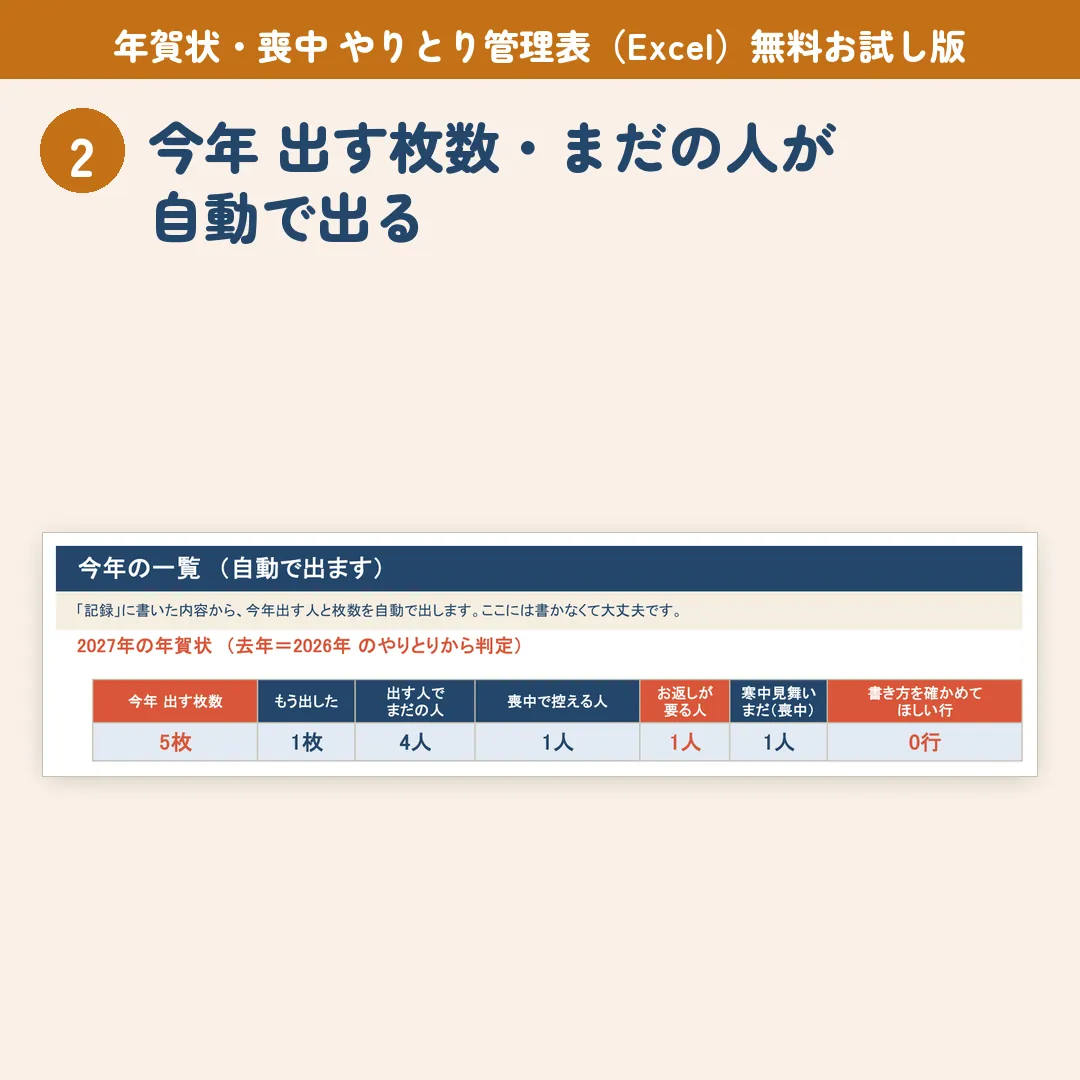 年賀状・喪中 やりとり管理表（Excel）無料お試し版
2
今年 出す枚数・まだの人が
自動で出る
今年の一覧 （自動で出ます）
「記録」に書いた内容から、今年出す人と枚数を自動で出します。ここには書かなくて大丈夫です。
2027年の年賀状 （去年＝2026年 のやりとりから判定）
今年 出す枚数
もう出した
出す人で
まだの人
喪中で控える人
お返しが
要る人
寒中見舞い
まだ（喪中）
書き方を確かめて
ほしい行
5枚
1枚
4人
1人
1人
1人
0行